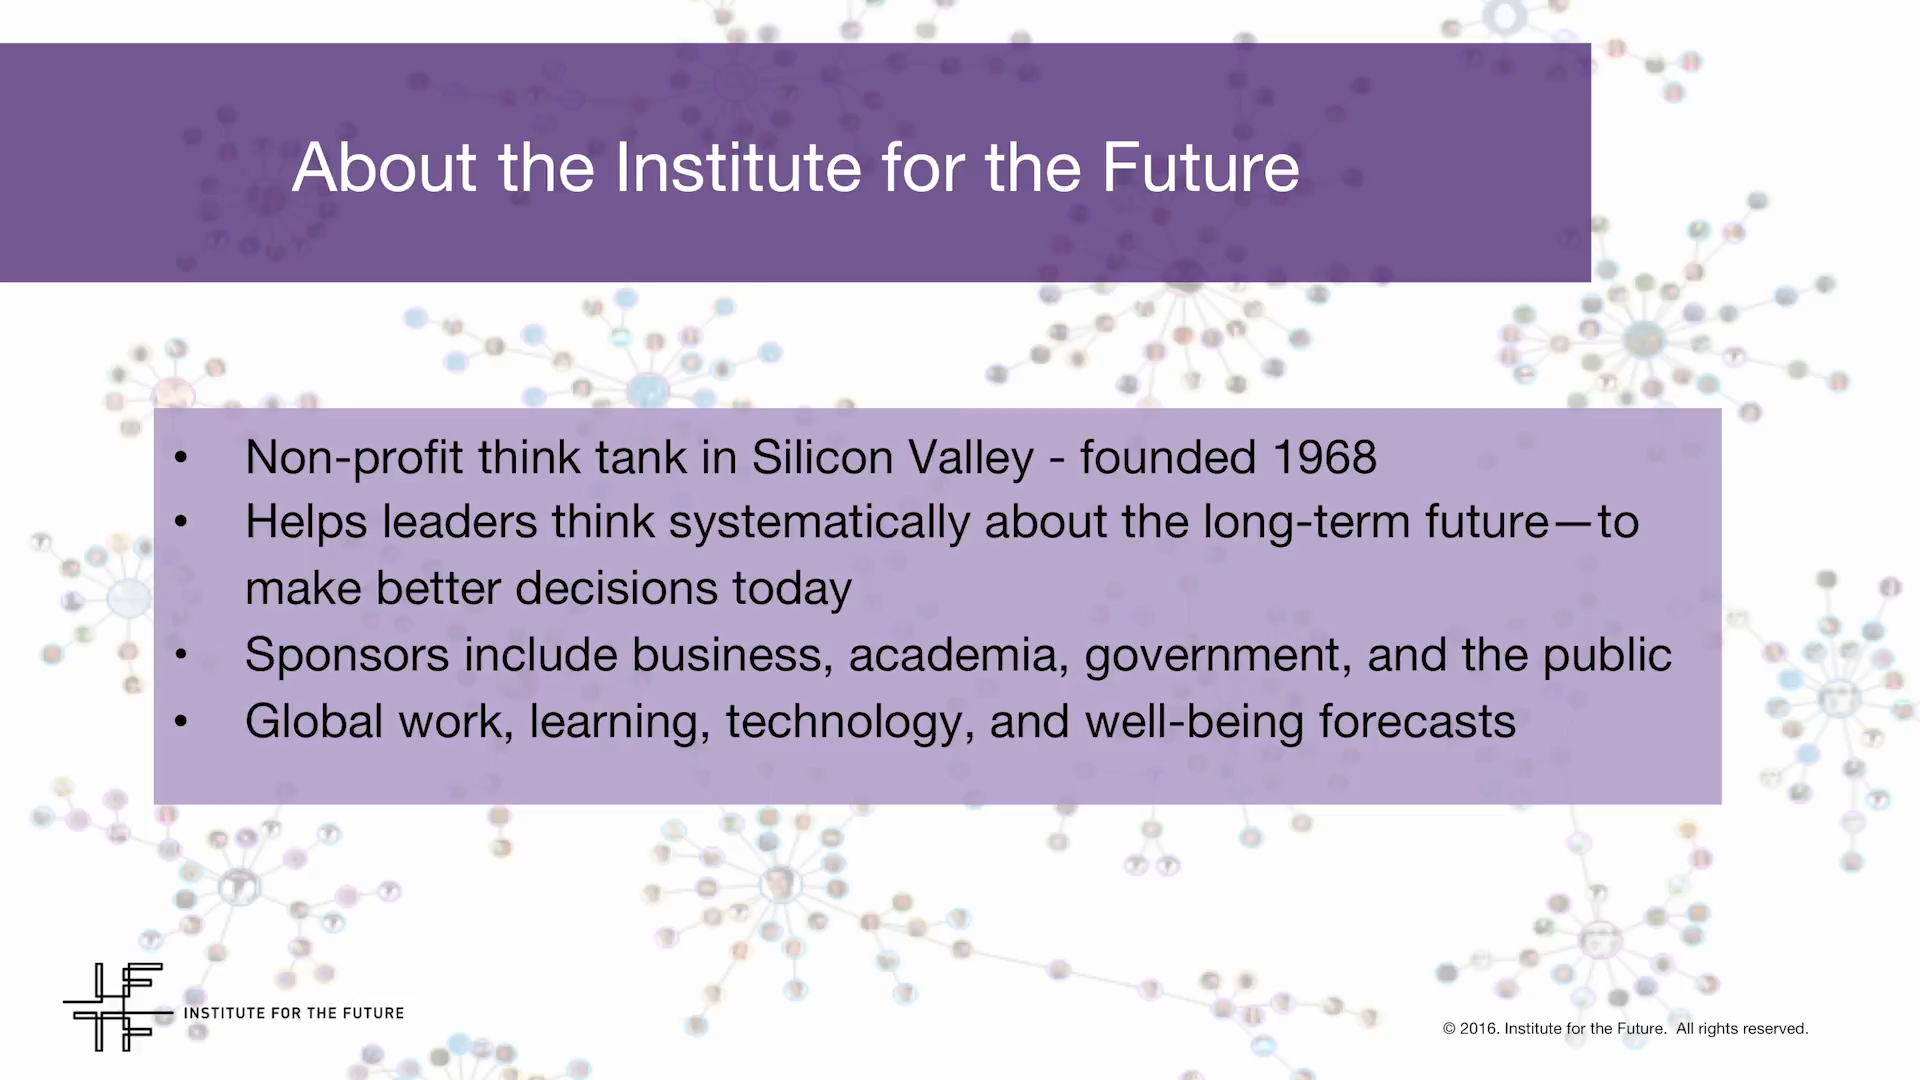 About the Institute for the Future
• Non-profit think tank in Silicon Valley - founded 1968
• Helps leaders think systematically about the long-term future—to
make better decisions today
• Sponsors include business, academia, government, and the public
• Global work, learning, technology, and well-being forecasts
INSTITUTE FOR THE FUTURE
© 2016. Institute for the Future. All rights reserved.